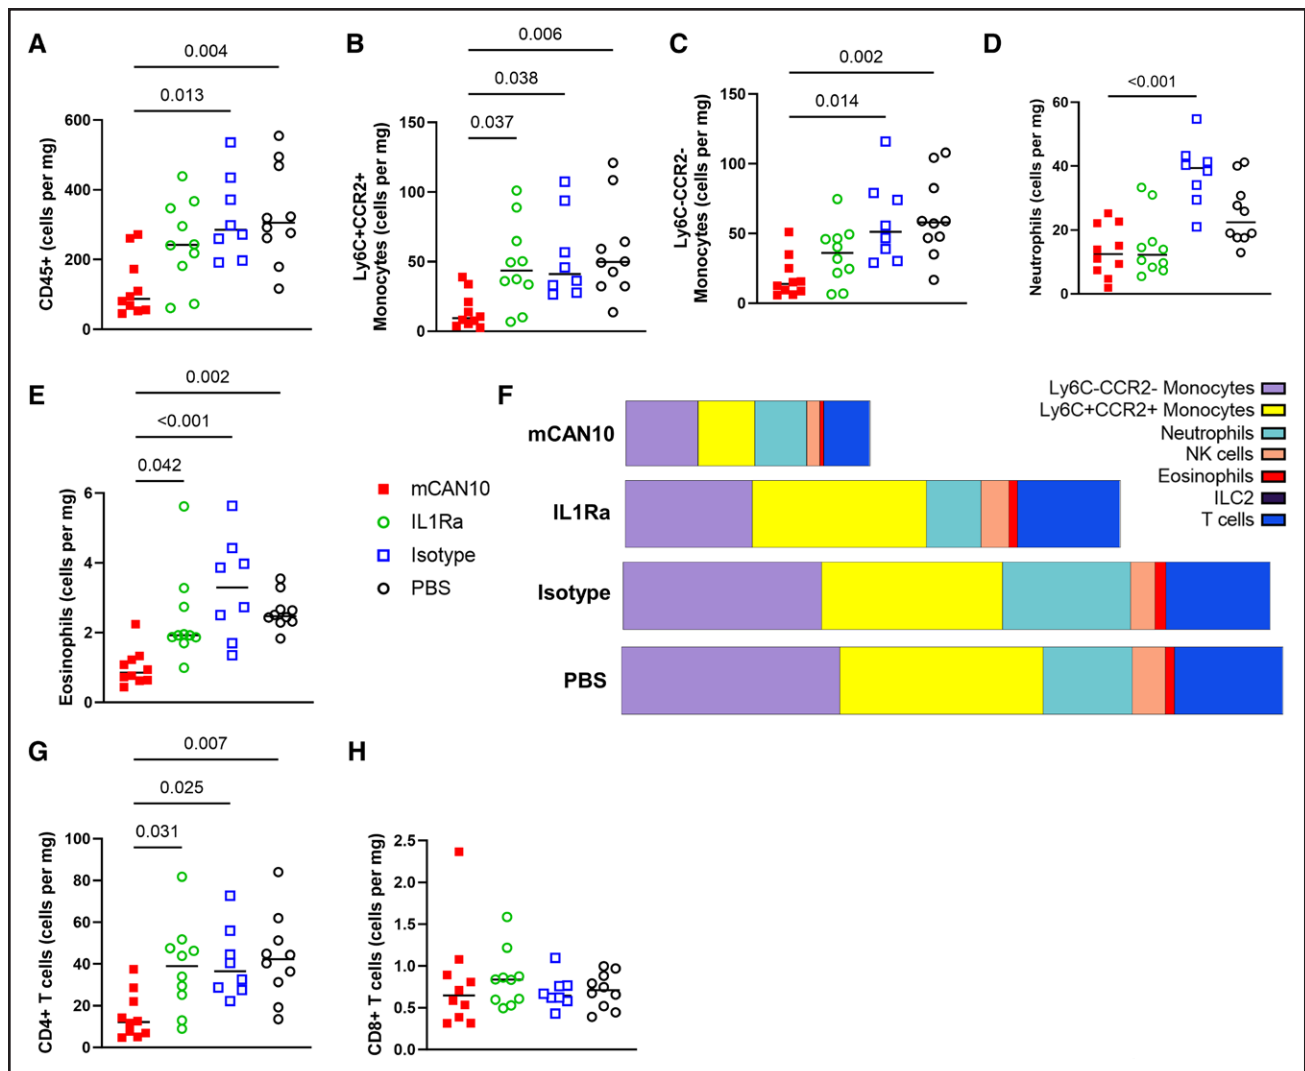 A
0.004
0.013
CD45+ (cells per mg)
600
400
200
0
B
0.006
0.038
0.037
Ly6C+CCR2+
Monocytes (cells per mg)
150
100
50
0
C
0.002
0.014
Ly6C-CCR2-
Monocytes (cells per mg)
150
100
50
0
D
<0.001
Neutrophils (cells per mg)
60
40
20
0
E
0.002
<0.001
0.042
Eosinophils (cells per mg)
6
4
2
0
mCAN10
IL1Ra
Isotype
PBS
F
mCAN10
IL1Ra
Isotype
PBS
Ly6C-CCR2- Monocytes
Ly6C+CCR2+ Monocytes
Neutrophils
NK cells
Eosinophils
ILC2
T cells
G
0.007
0.025
0.031
CD4+ T cells (cells per mg)
100
80
60
40
20
0
H
CD8+ T cells (cells per mg)
2.5
2.0
1.5
1.0
0.5
0.0